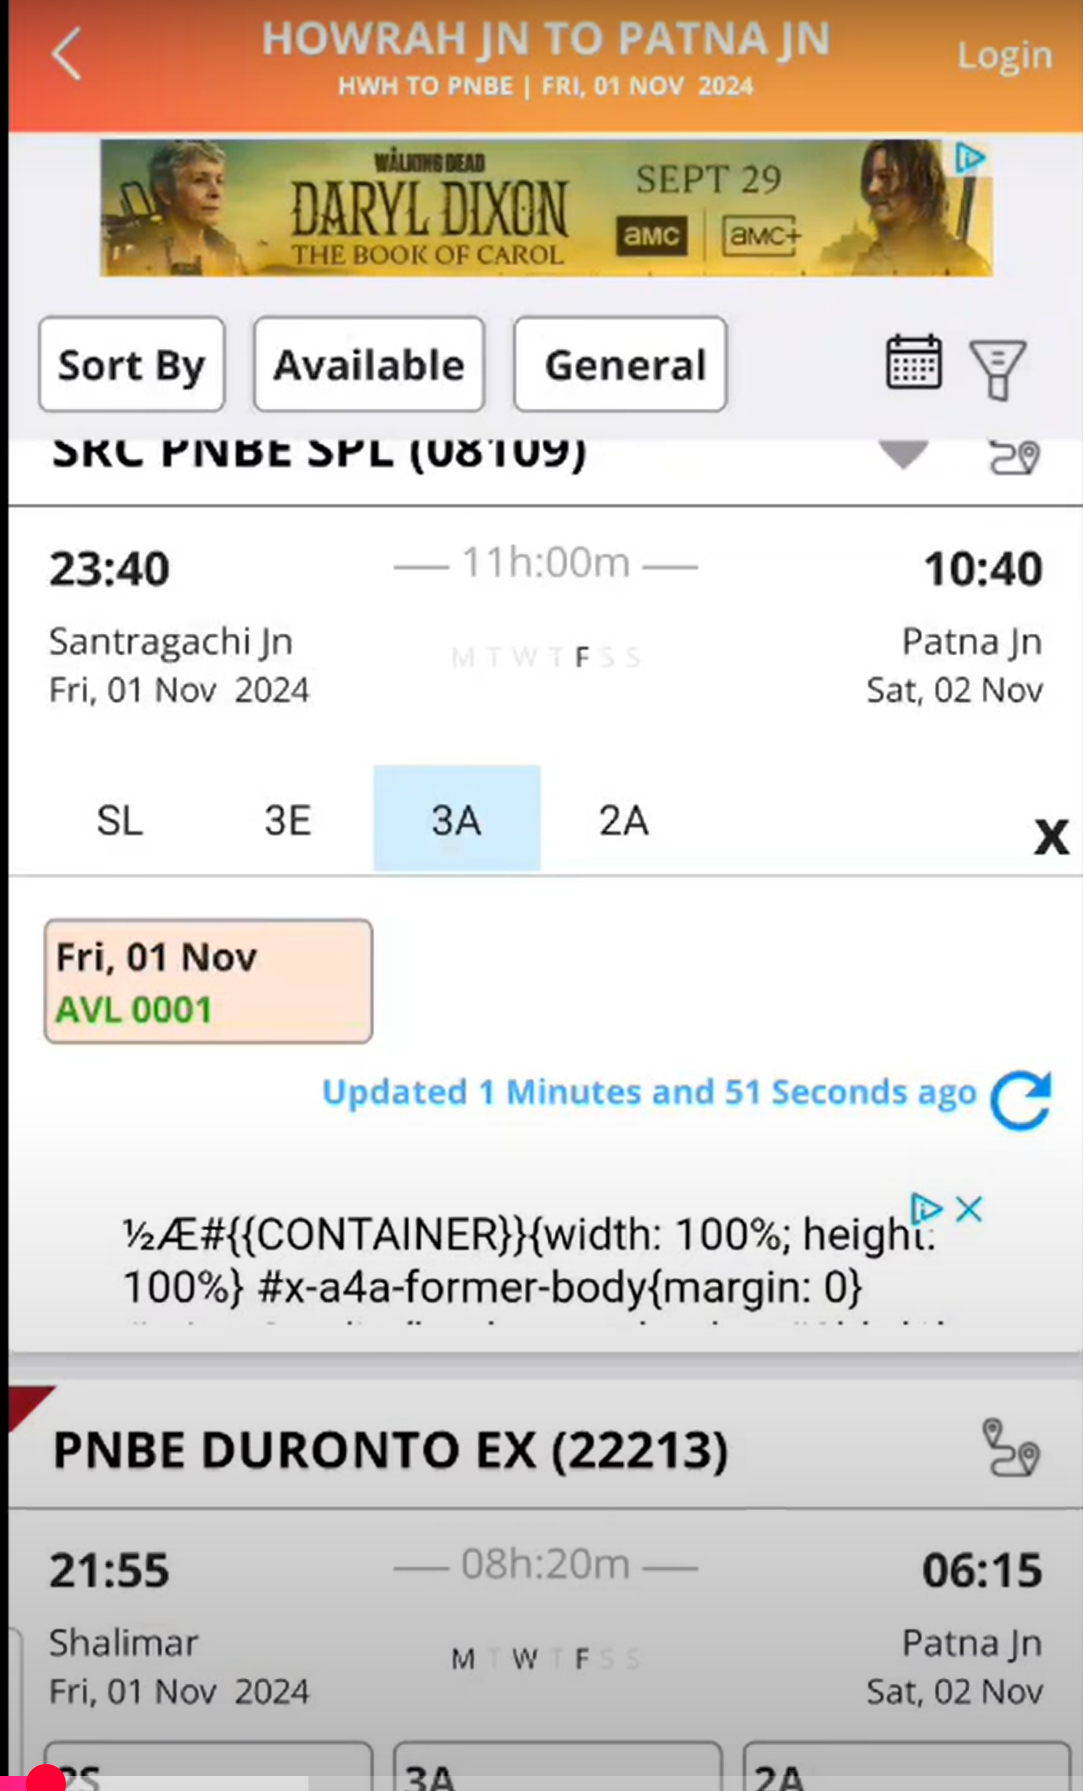 HOWRAH JN TO PATNA JN
Login
HWH TO PNBE | FRI, 01 NOV 2024
THE WALKING DEAD
DARYL DIXON
THE BOOK OF CAROL
SEPT 29
aMC
aMC+
Sort By
Available
General
SRC PNBE SPL (08109)
23:40
11h:00m
10:40
Santragachi Jn
M T W T F S S
Patna Jn
Fri, 01 Nov 2024
Sat, 02 Nov
SL
3E
3A
2A
X
Fri, 01 Nov
AVL 0001
Updated 1 Minutes and 51 Seconds ago
½Æ#{{CONTAINER}}{width: 100%; height:
100%} #x-a4a-former-body{margin: 0}
PNBE DURONTO EX (22213)
21:55
08h:20m
06:15
Shalimar
M T W T F S S
Patna Jn
Fri, 01 Nov 2024
Sat, 02 Nov
3A
2A